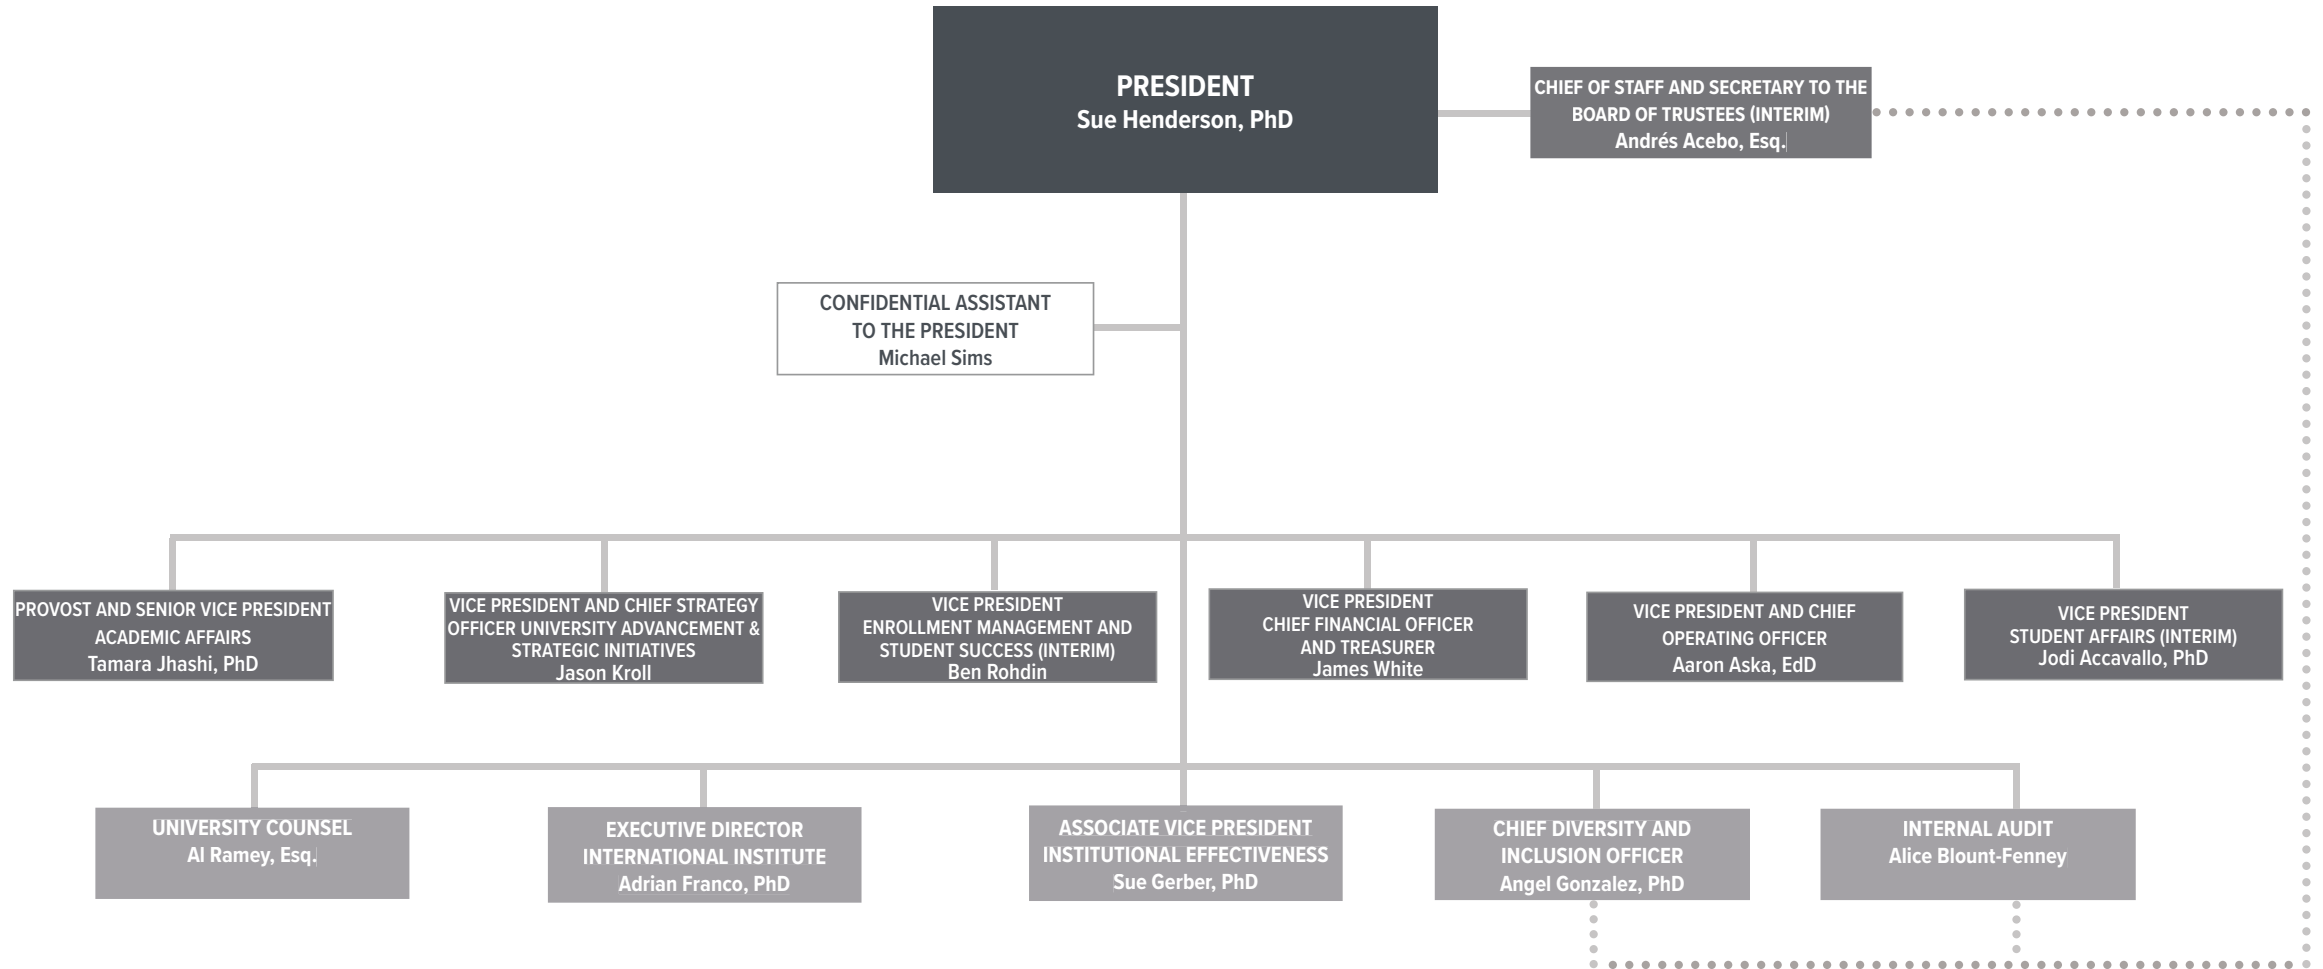 PRESIDENT
Sue Henderson, PhD
CHIEF OF STAFF AND SECRETARY TO THE
BOARD OF TRUSTEES (INTERIM)
Andrés Acebo, Esq.
CONFIDENTIAL ASSISTANT
TO THE PRESIDENT
Michael Sims
PROVOST AND SENIOR VICE PRESIDENT
ACADEMIC AFFAIRS
Tamara Jhashi, PhD
VICE PRESIDENT AND CHIEF STRATEGY
OFFICER UNIVERSITY ADVANCEMENT &
STRATEGIC INITIATIVES
Jason Kroll
VICE PRESIDENT
ENROLLMENT MANAGEMENT AND
STUDENT SUCCESS (INTERIM)
Ben Rohdin
VICE PRESIDENT
CHIEF FINANCIAL OFFICER
AND TREASURER
James White
VICE PRESIDENT AND CHIEF
OPERATING OFFICER
Aaron Aska, EdD
VICE PRESIDENT
STUDENT AFFAIRS (INTERIM)
Jodi Accavallo, PhD
UNIVERSITY COUNSEL
Al Ramey, Esq.
EXECUTIVE DIRECTOR
INTERNATIONAL INSTITUTE
Adrian Franco, PhD
ASSOCIATE VICE PRESIDENT
INSTITUTIONAL EFFECTIVENESS
Sue Gerber, PhD
CHIEF DIVERSITY AND
INCLUSION OFFICER
Angel Gonzalez, PhD
INTERNAL AUDIT
Alice Blount-Fenney